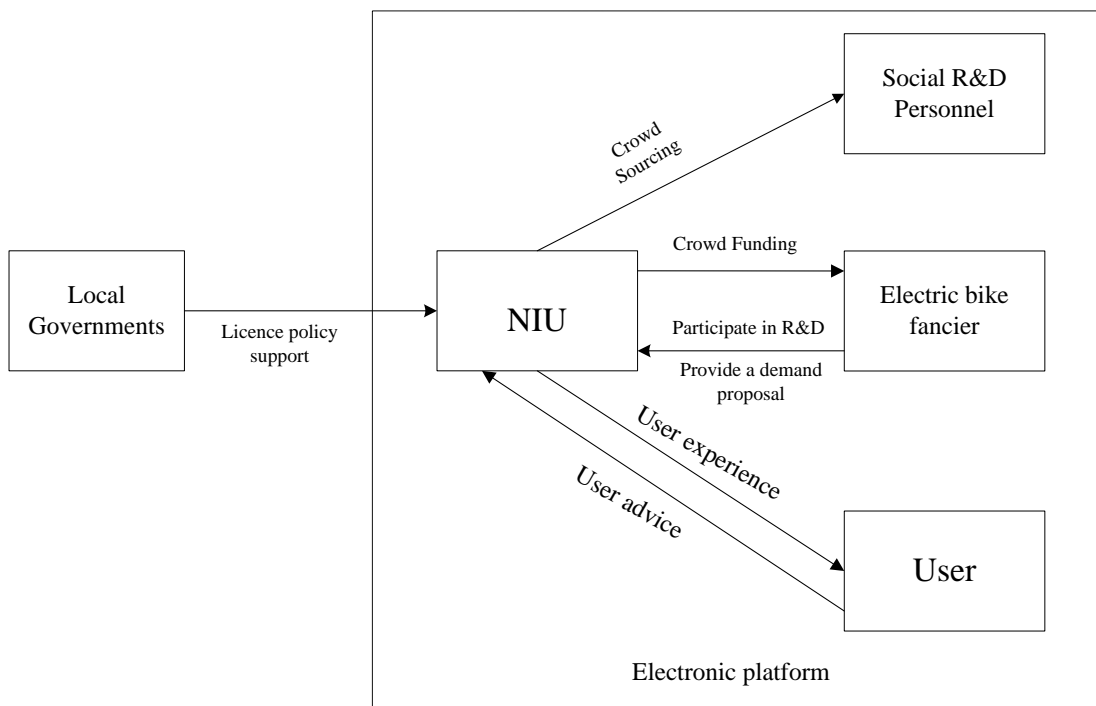 Social R&D
Personnel
Crowd
Sourcing
Local
Governments
Licence policy
support
NIU
Crowd Funding
Electric bike
fancier
Participate in R&D
Provide a demand
proposal
User experience
User advice
User
Electronic platform